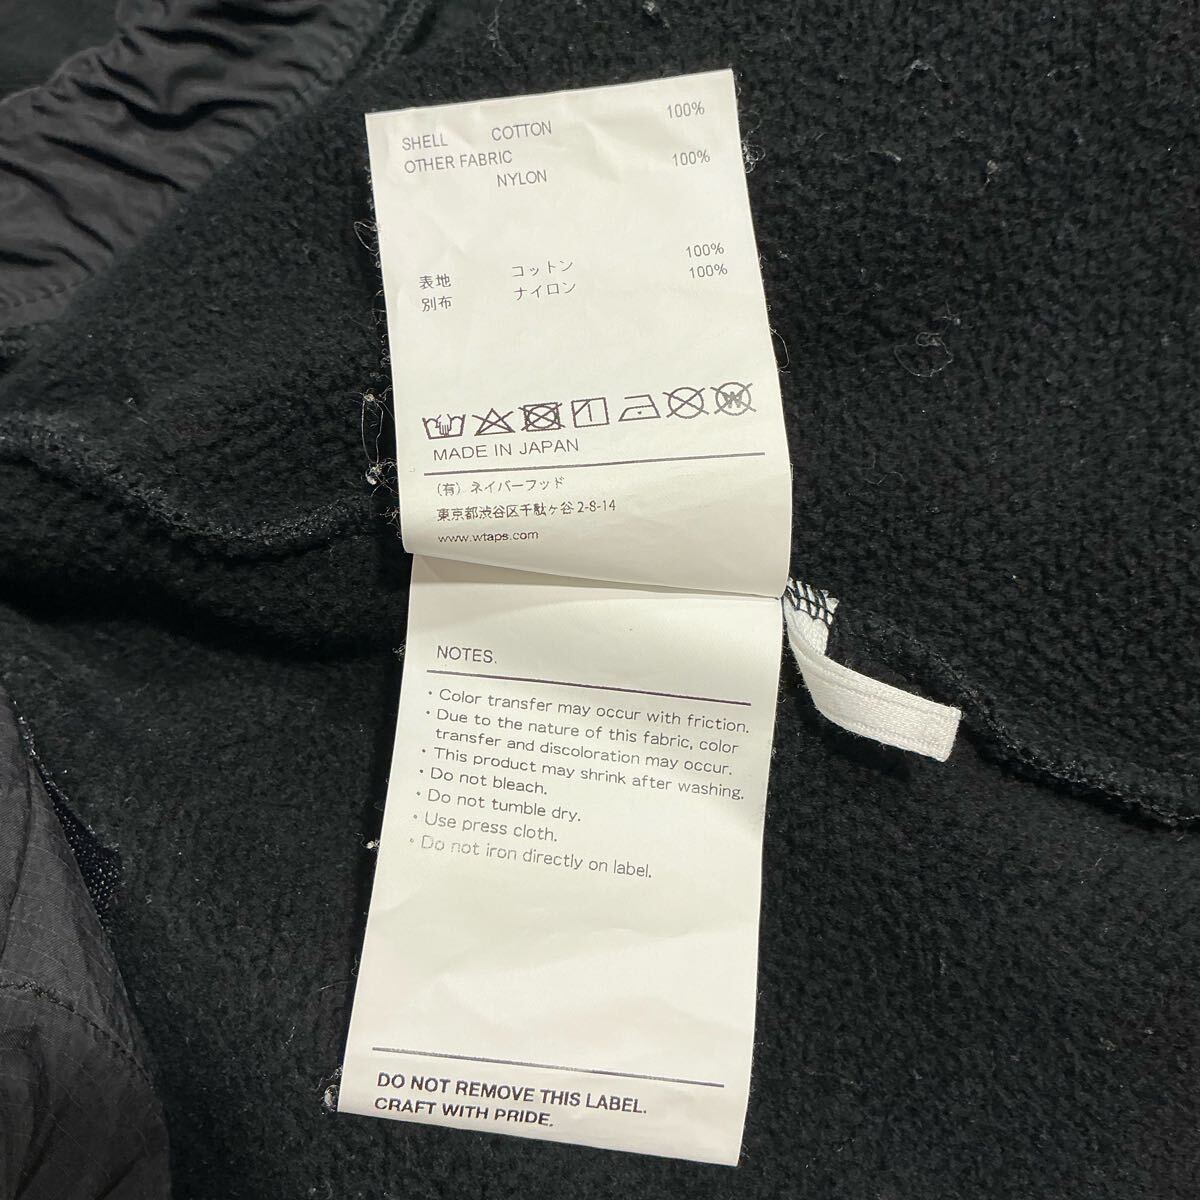 SHELL COTTON 100%
OTHER FABRIC
NYLON 100%
表地 コットン 100%
別布 ナイロン 100%
MADE IN JAPAN
(有) ネイバーフッド
東京都渋谷区千駄ヶ谷 2-8-14
www.wtaps.com
NOTES.
・Color transfer may occur with friction.
・Due to the nature of this fabric, color
transfer and discoloration may occur.
・This product may shrink after washing.
・Do not bleach.
・Do not tumble dry.
・Use press cloth.
・Do not iron directly on label.
DO NOT REMOVE THIS LABEL.
CRAFT WITH PRIDE.